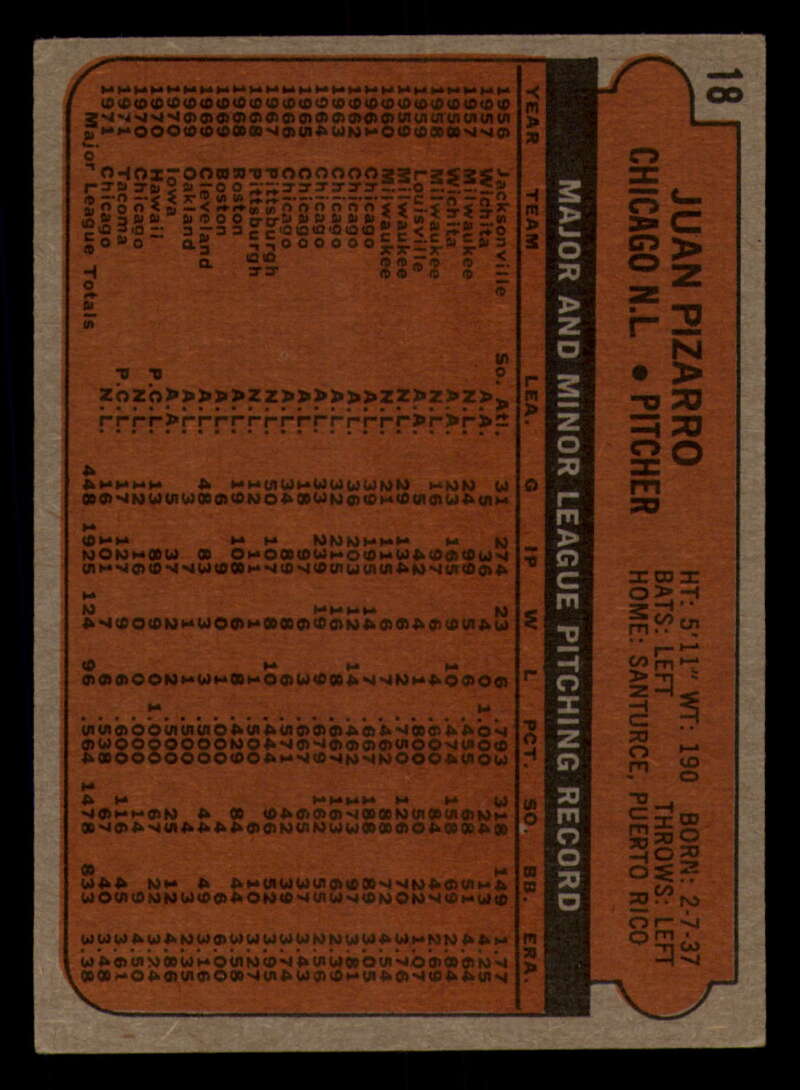 18
JUAN PIZARRO
CHICAGO N.L. • PITCHER
HT: 5'11" WT: 190 BORN: 2-7-37
BATS: LEFT THROWS: LEFT
HOME: SANTURCE, PUERTO RICO
MAJOR AND MINOR LEAGUE PITCHING RECORD
YEAR TEAM LEA. G IP W L PCT. SO. BB. ERA.
1956 Jacksonville So. Atl. 31 274 23 6 .793 318 149 1.77
1957 Wichita A.A. 5 36 4 0 1.000 24 13 4.25
1957 Milwaukee N.L. 24 99 5 6 .455 68 51 4.64
1958 Wichita A.A. 23 165 9 10 .474 158 69 2.84
1958 Milwaukee N.L. 16 97 6 4 .600 84 47 2.69
1959 Louisville A.A. 5 42 4 1 .800 50 22 1.07
1959 Milwaukee N.L. 29 134 6 2 .750 126 70 3.76
1960 Milwaukee N.L. 21 115 6 7 .462 88 72 4.54
1961 Chicago A.L. 39 195 14 7 .667 188 89 3.05
1962 Chicago A.L. 36 203 12 14 .462 173 97 3.81
1963 Chicago A.L. 32 215 16 8 .667 163 63 2.39
1964 Chicago A.L. 33 239 19 9 .679 162 55 2.56
1965 Chicago A.L. 18 97 6 3 .667 65 37 3.43
1966 Chicago A.L. 34 89 8 6 .571 42 39 3.74
1967 Pittsburgh N.L. 50 107 8 10 .444 96 52 3.95
1968 Pittsburgh N.L. 12 11 1 1 .500 6 10 3.27
1968 Boston A.L. 19 108 6 8 .429 84 44 3.58
1969 Boston A.L. 6 9 0 1 .000 4 6 6.00
1969 Cleveland A.L. 48 83 3 3 .500 44 49 3.16
1969 Oakland A.L. 3 7 1 1 .500 4 3 2.35
1970 Iowa A.A. 5 37 2 2 .500 25 12 4.86
1970 Hawaii P.C.L. 13 89 9 0 1.000 67 22 3.24
1970 Chicago N.L. 12 16 0 0 .000 14 9 4.50
1971 Tacoma P.C.L. 17 127 9 6 .600 116 45 3.61
1971 Chicago N.L. 16 101 7 6 .538 67 40 3.48
Major League Totals 448 1925 124 96 .564 1478 833 3.38